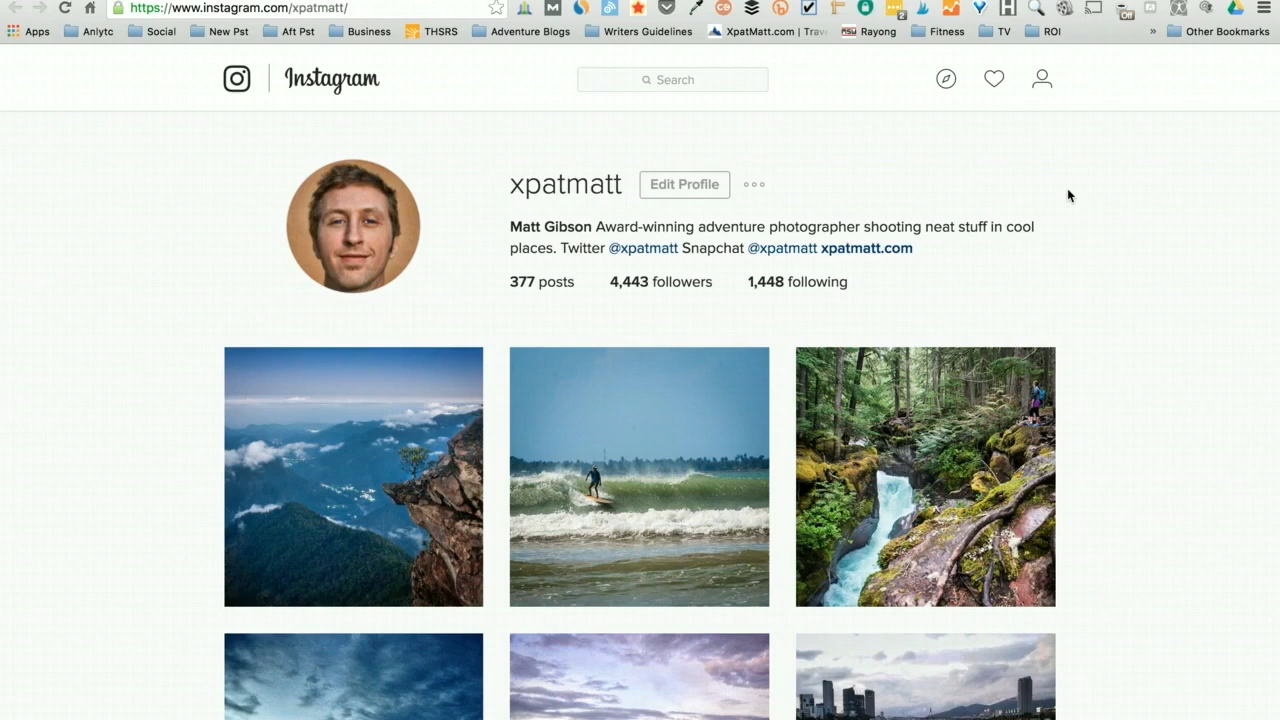 https://www.instagram.com/xpatmatt/
Apps Anlytc Social New Pst Aft Pst Business THSRS Adventure Blogs Writers Guidelines XpatMatt.com | Trav Rayong Fitness TV ROI » Other Bookmarks
Instagram Search
xpatmatt Edit Profile
Matt Gibson Award-winning adventure photographer shooting neat stuff in cool
places. Twitter @xpatmatt Snapchat @xpatmatt xpatmatt.com
377 posts 4,443 followers 1,448 following